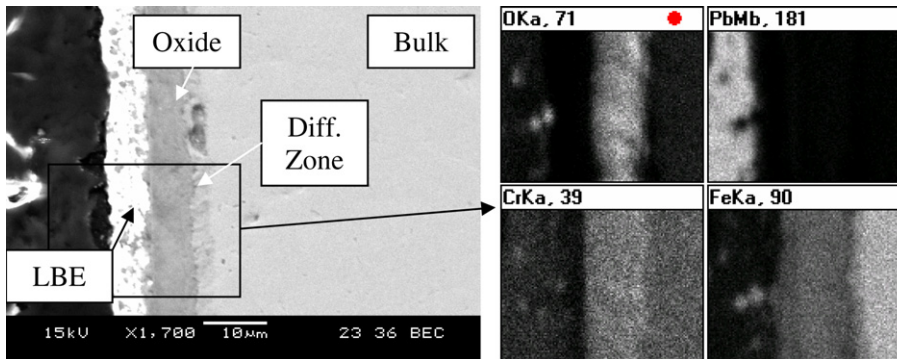 Oxide
Bulk
Diff.
Zone
LBE
15kV X1,700 10µm 23 36 BEC
OKa, 71
PbMb, 181
CrKa, 39
FeKa, 90